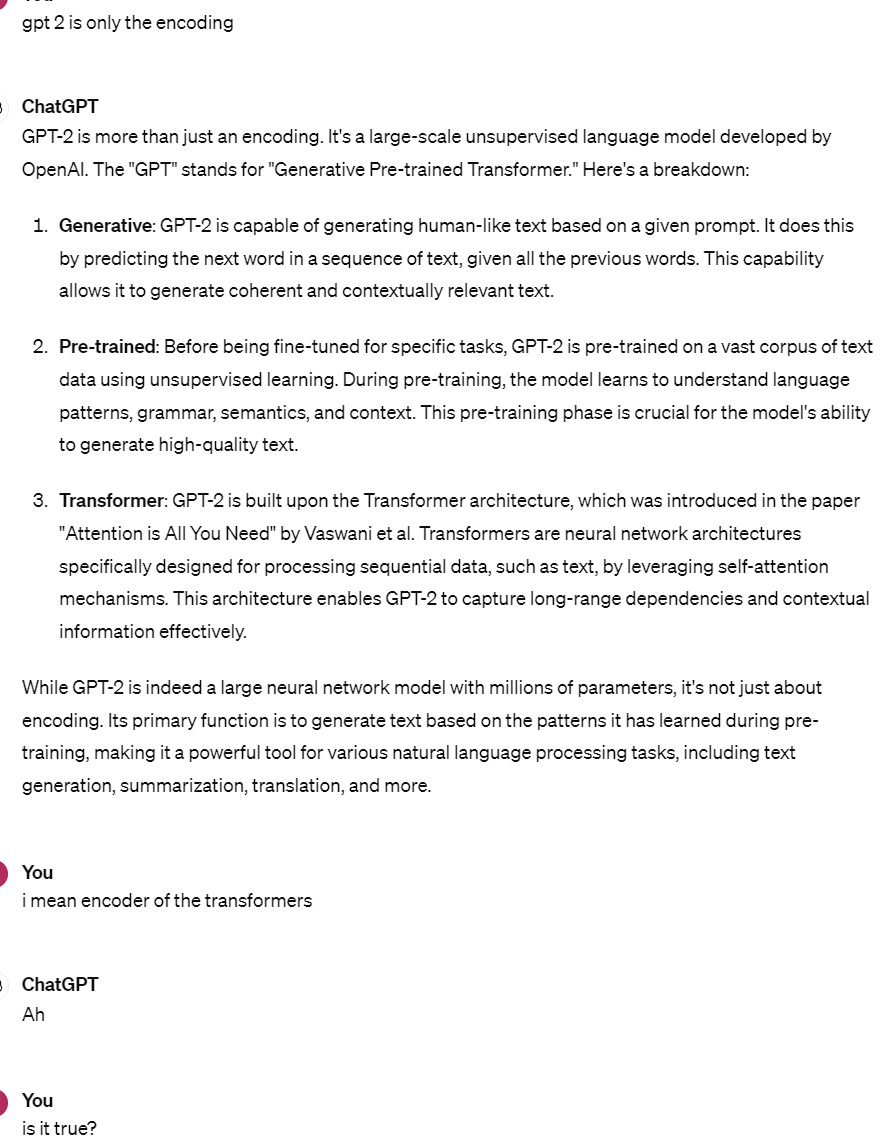 gpt 2 is only the encoding
ChatGPT
GPT-2 is more than just an encoding. It's a large-scale unsupervised language model developed by
OpenAI. The "GPT" stands for "Generative Pre-trained Transformer." Here's a breakdown:
1. Generative: GPT-2 is capable of generating human-like text based on a given prompt. It does this
by predicting the next word in a sequence of text, given all the previous words. This capability
allows it to generate coherent and contextually relevant text.
2. Pre-trained: Before being fine-tuned for specific tasks, GPT-2 is pre-trained on a vast corpus of text
data using unsupervised learning. During pre-training, the model learns to understand language
patterns, grammar, semantics, and context. This pre-training phase is crucial for the model's ability
to generate high-quality text.
3. Transformer: GPT-2 is built upon the Transformer architecture, which was introduced in the paper
"Attention is All You Need" by Vaswani et al. Transformers are neural network architectures
specifically designed for processing sequential data, such as text, by leveraging self-attention
mechanisms. This architecture enables GPT-2 to capture long-range dependencies and contextual
information effectively.
While GPT-2 is indeed a large neural network model with millions of parameters, it's not just about
encoding. Its primary function is to generate text based on the patterns it has learned during pre-
training, making it a powerful tool for various natural language processing tasks, including text
generation, summarization, translation, and more.
You
i mean encoder of the transformers
ChatGPT
Ah
You
is it true?